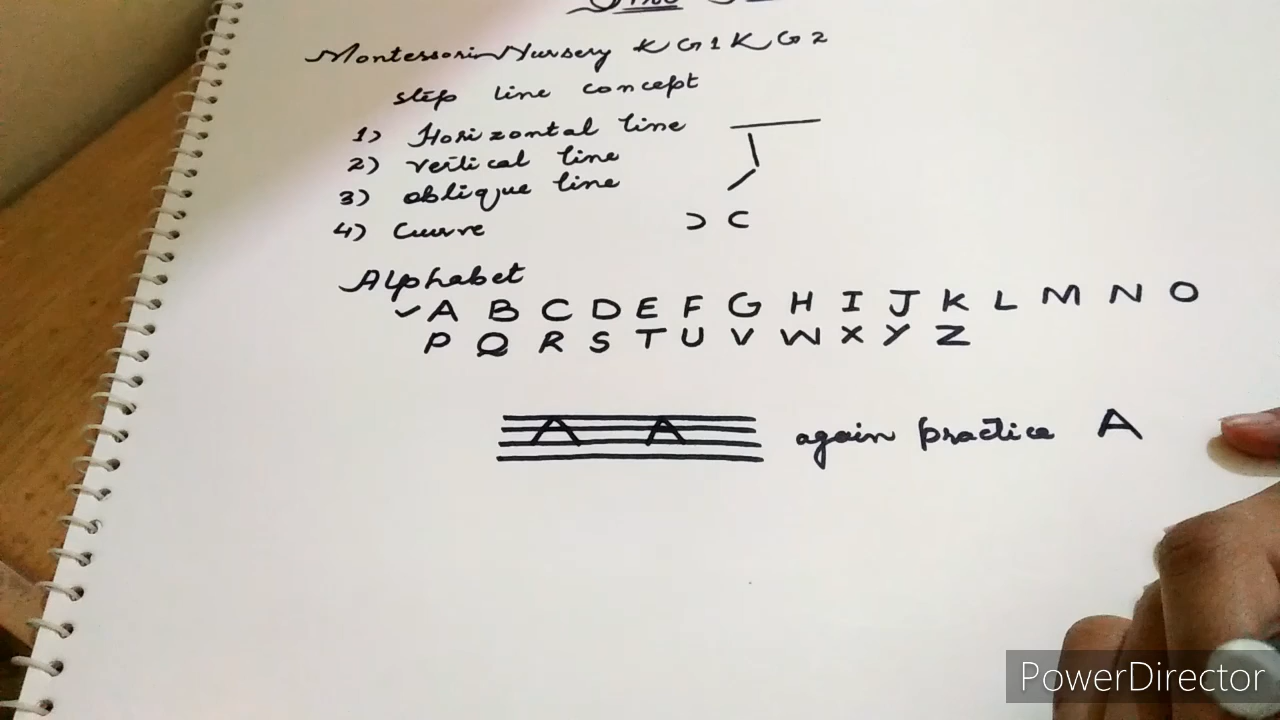 Montessori Nursery KG1 KG2
step line concept
1) Horizontal line
2) vertical line
3) oblique line
4) Curve
Alphabet
A B C D E F G H I J K L M N O
P Q R S T U V W X Y Z
A A again practice A
PowerDirector